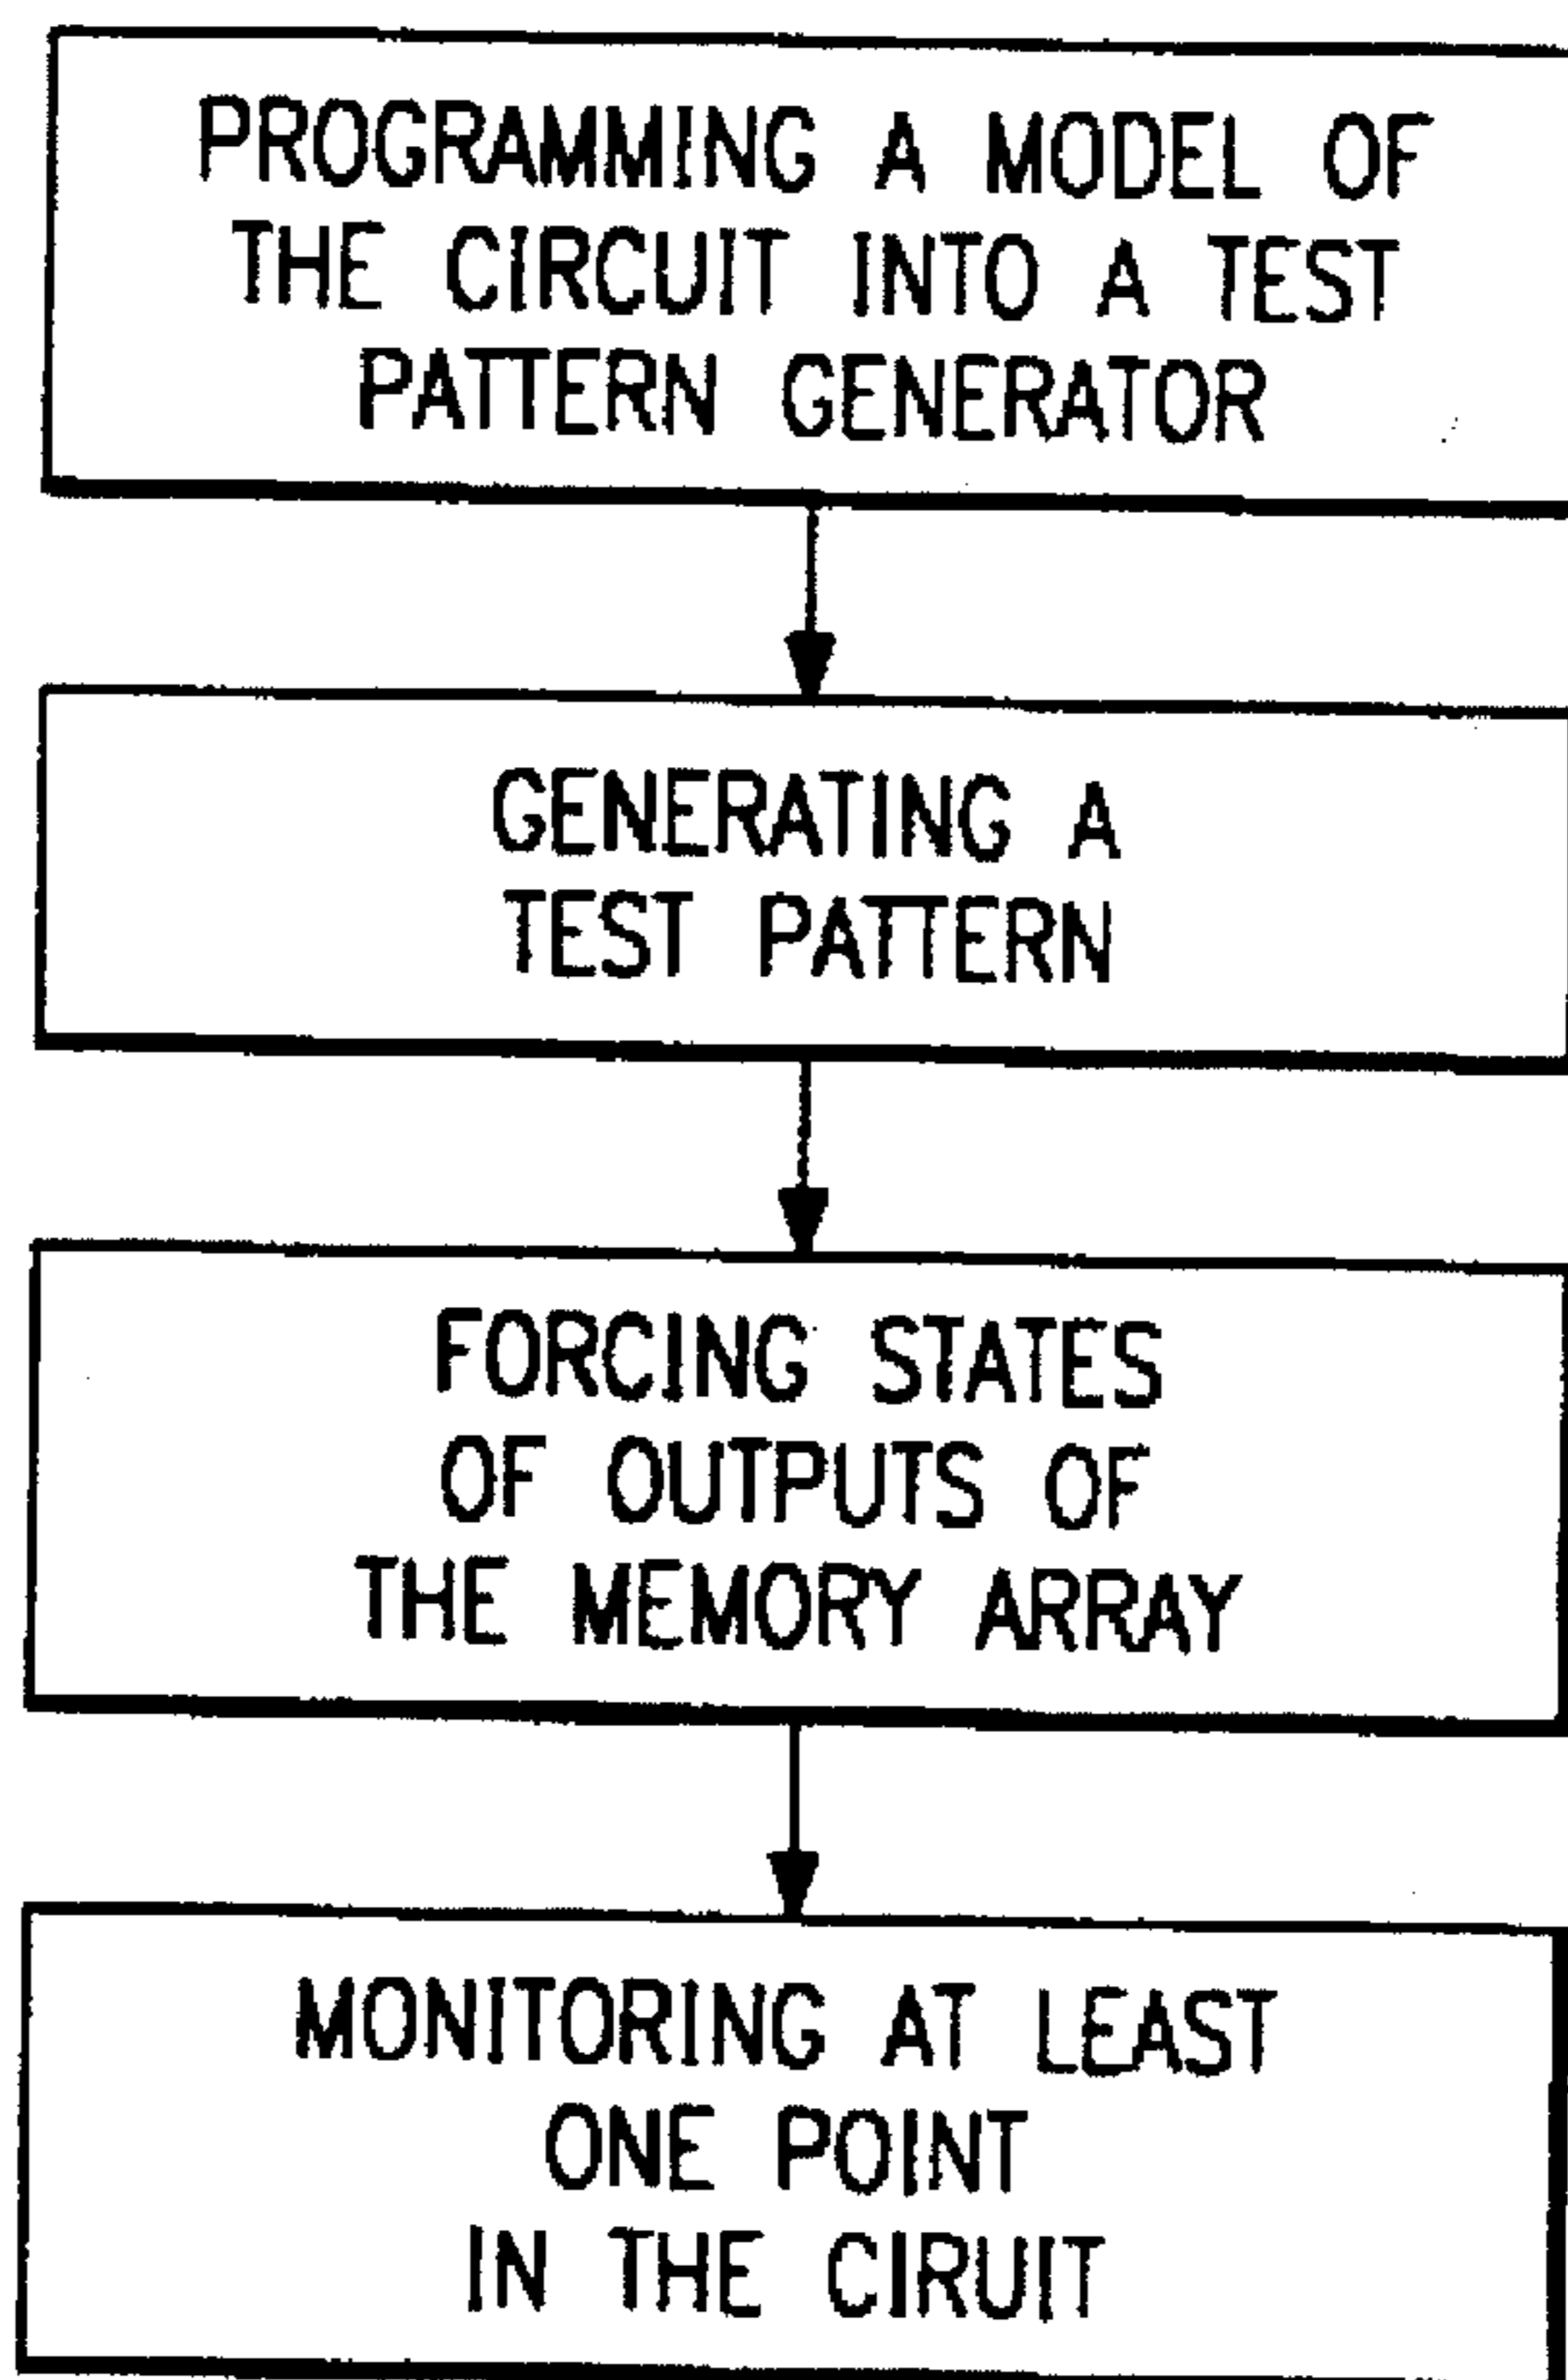 PROGRAMMING A MODEL OF
THE CIRCUIT INTO A TEST
PATTERN GENERATOR
GENERATING A
TEST PATTERN
FORCING STATES
OF OUTPUTS OF
THE MEMORY ARRAY
MONITORING AT LEAST
ONE POINT
IN THE CIRUIT